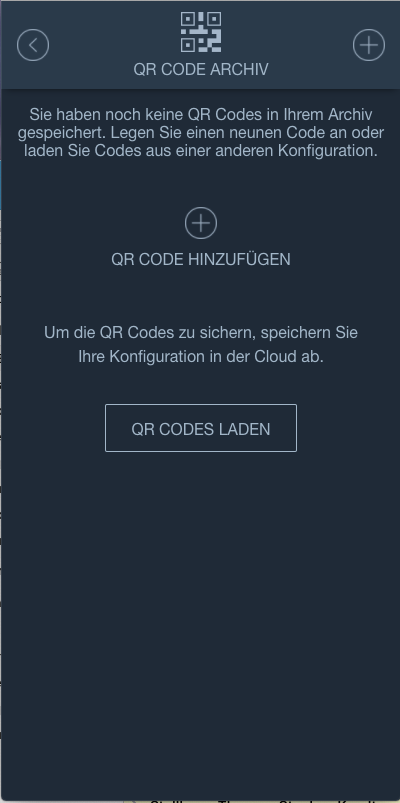 QR CODE ARCHIV
Sie haben noch keine QR Codes in Ihrem Archiv
gespeichert. Legen Sie einen neunen Code an oder
laden Sie Codes aus einer anderen Konfiguration.
QR CODE HINZUFÜGEN
Um die QR Codes zu sichern, speichern Sie
Ihre Konfiguration in der Cloud ab.
QR CODES LADEN